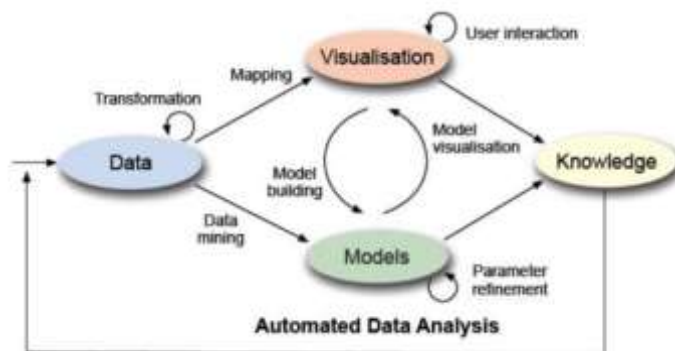 User interaction
Visualisation
Mapping
Transformation
Model
visualisation
Data
Knowledge
Model
building
Data
mining
Models
Parameter
refinement
Automated Data Analysis